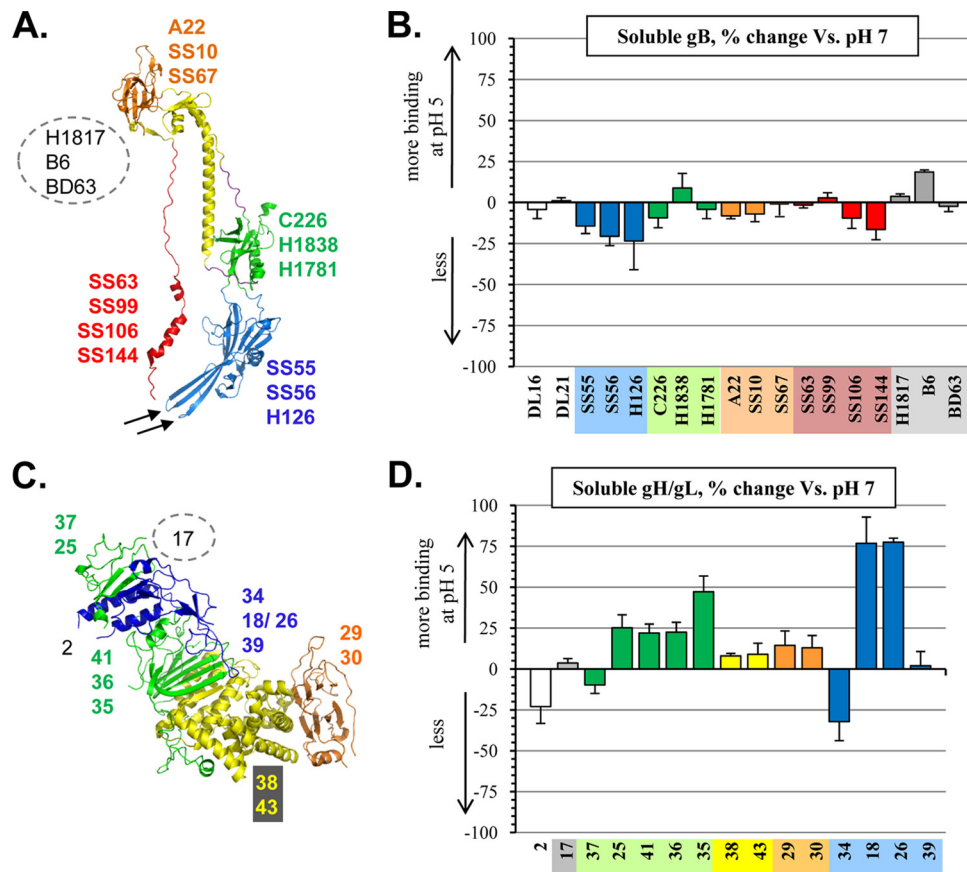 A.
A22
SS10
SS67
H1817
B6
BD63
C226
H1838
H1781
SS63
SS99
SS106
SS144
SS55
SS56
H126
B.
Soluble gB, % change Vs. pH 7
more binding
at pH 5
less
100
75
50
25
0
-25
-50
-75
-100
DL16
DL21
SS55
SS56
H126
C226
H1838
H1781
A22
SS10
SS67
SS63
SS99
SS106
SS144
H1817
B6
BD63
C.
37
25
17
2
34
18/ 26
39
41
36
35
29
30
38
43
D.
Soluble gH/gL, % change Vs. pH 7
more binding
at pH 5
less
100
75
50
25
0
-25
-50
-75
-100
2
17
37
25
41
36
35
38
43
29
30
34
18
26
39